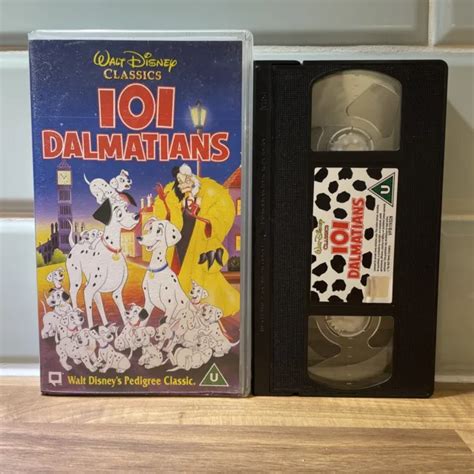 WALT DISNEY
CLASSICS
101
DALMATIANS
Walt Disney's Pedigree Classic.
U
U
WALT DISNEY
CLASSICS
101
DALMATIANS